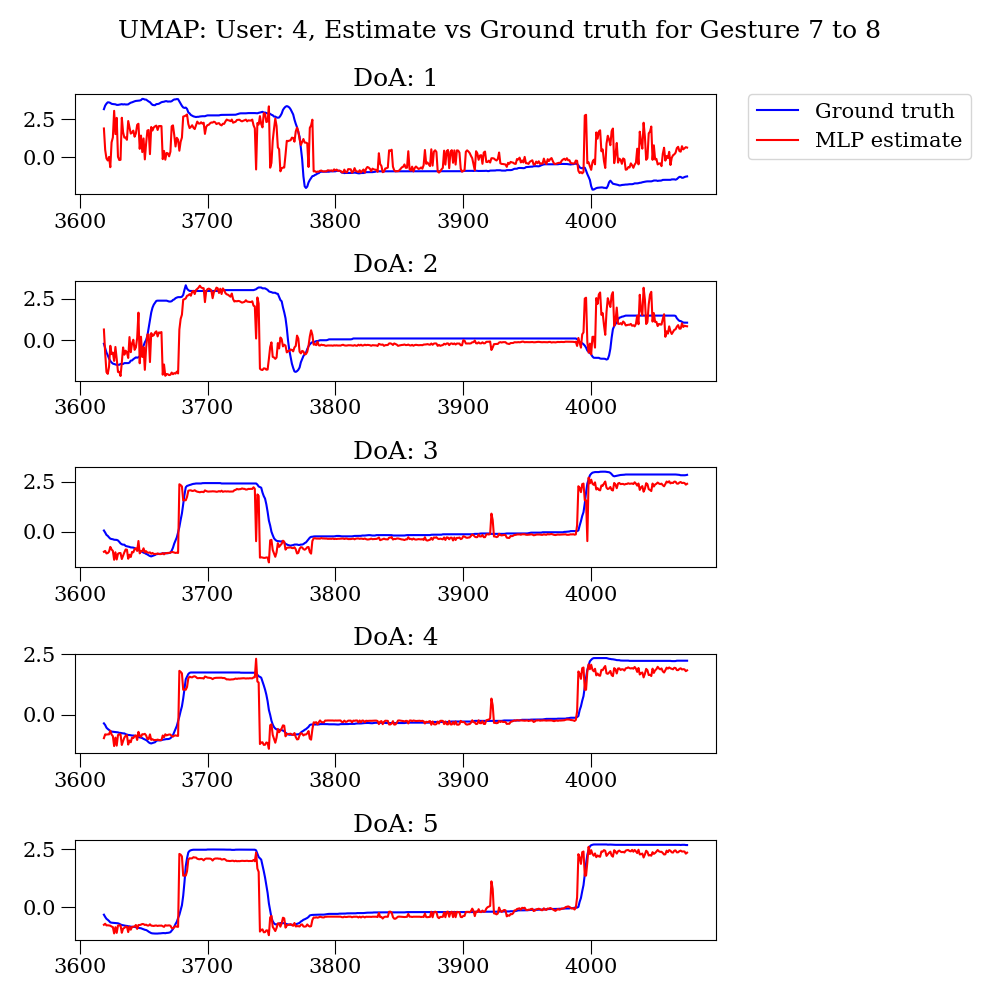 UMAP: User: 4, Estimate vs Ground truth for Gesture 7 to 8
DoA: 1
Ground truth
MLP estimate
2.5
0.0
3600 3700 3800 3900 4000
DoA: 2
2.5
0.0
3600 3700 3800 3900 4000
DoA: 3
2.5
0.0
3600 3700 3800 3900 4000
DoA: 4
2.5
0.0
3600 3700 3800 3900 4000
DoA: 5
2.5
0.0
3600 3700 3800 3900 4000